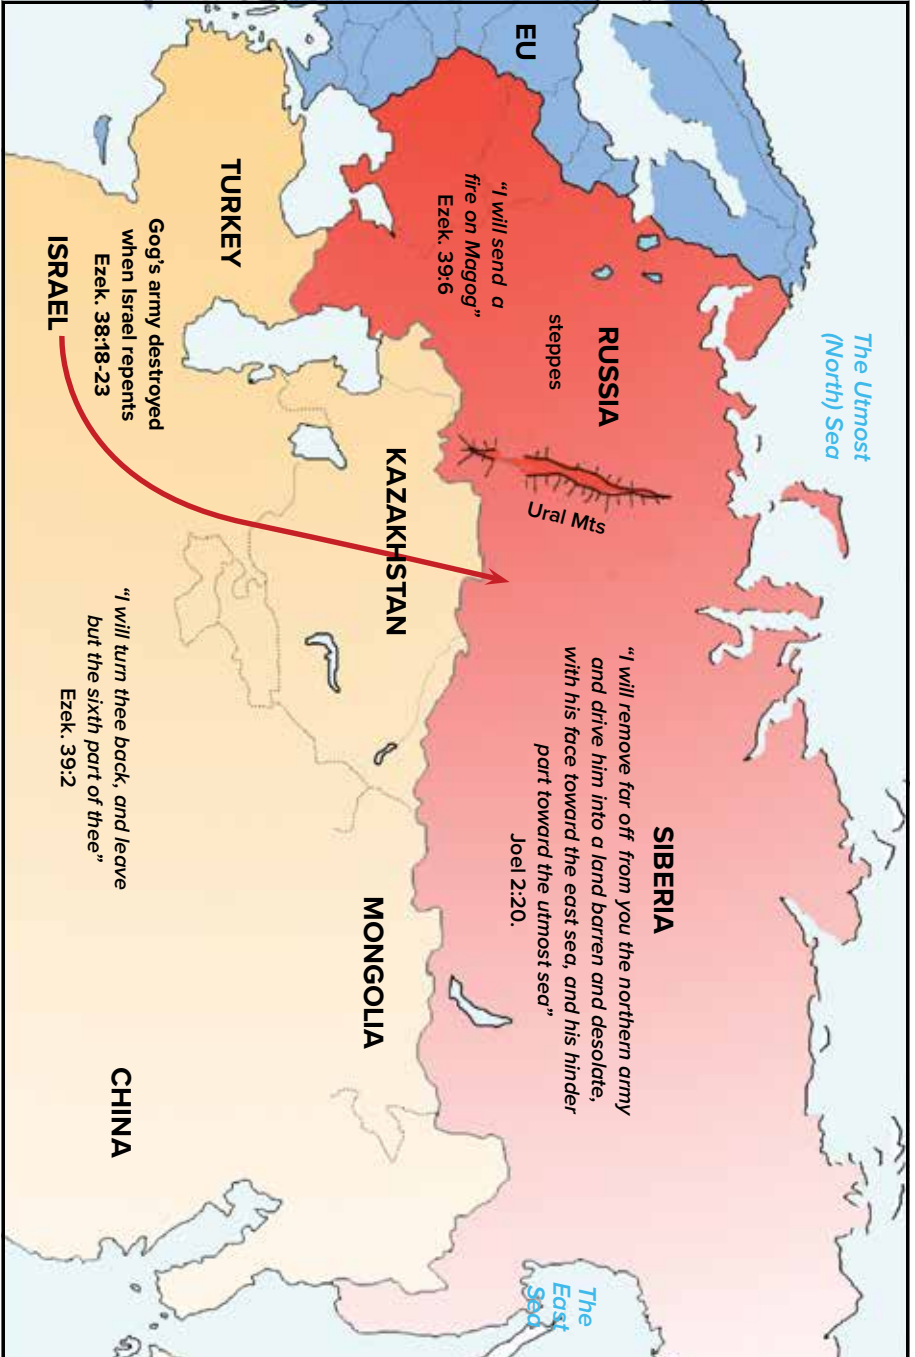 The Utmost
(North) Sea
EU
RUSSIA
steppes
“I will send a
fire on Magog”
Ezek. 39:6
Ural Mts
SIBERIA
“I will remove far off from you the northern army
and drive him into a land barren and desolate,
with his face toward the east sea, and his hinder
part toward the utmost sea”
Joel 2:20.
The
East
Sea
TURKEY
KAZAKHSTAN
MONGOLIA
Gog’s army destroyed
when Israel repents
Ezek. 38:18-23
ISRAEL
“I will turn thee back, and leave
but the sixth part of thee”
Ezek. 39:2
CHINA